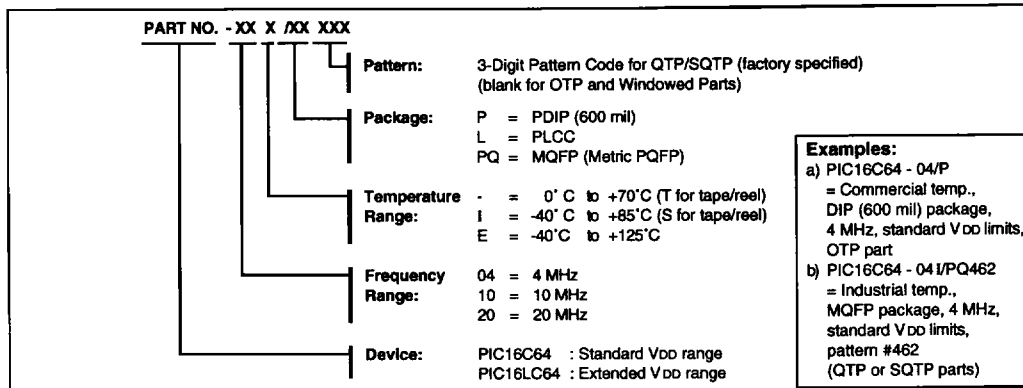 PART NO. - XX X /XX XXX
Pattern: 3-Digit Pattern Code for QTP/SQTP (factory specified)
(blank for OTP and Windowed Parts)
Package: P = PDIP (600 mil)
L = PLCC
PQ = MQFP (Metric PQFP)
Temperature - = 0° C to +70°C (T for tape/reel)
Range: I = -40° C to +85°C (S for tape/reel)
E = -40°C to +125°C
Frequency 04 = 4 MHz
Range: 10 = 10 MHz
20 = 20 MHz
Device: PIC16C64 : Standard VDD range
PIC16LC64 : Extended VDD range
Examples:
a) PIC16C64 - 04/P
= Commercial temp.,
DIP (600 mil) package,
4 MHz, standard VDD limits,
OTP part
b) PIC16C64 - 04 I/PQ462
= Industrial temp.,
MQFP package, 4 MHz,
standard VDD limits,
pattern #462
(QTP or SQTP parts)